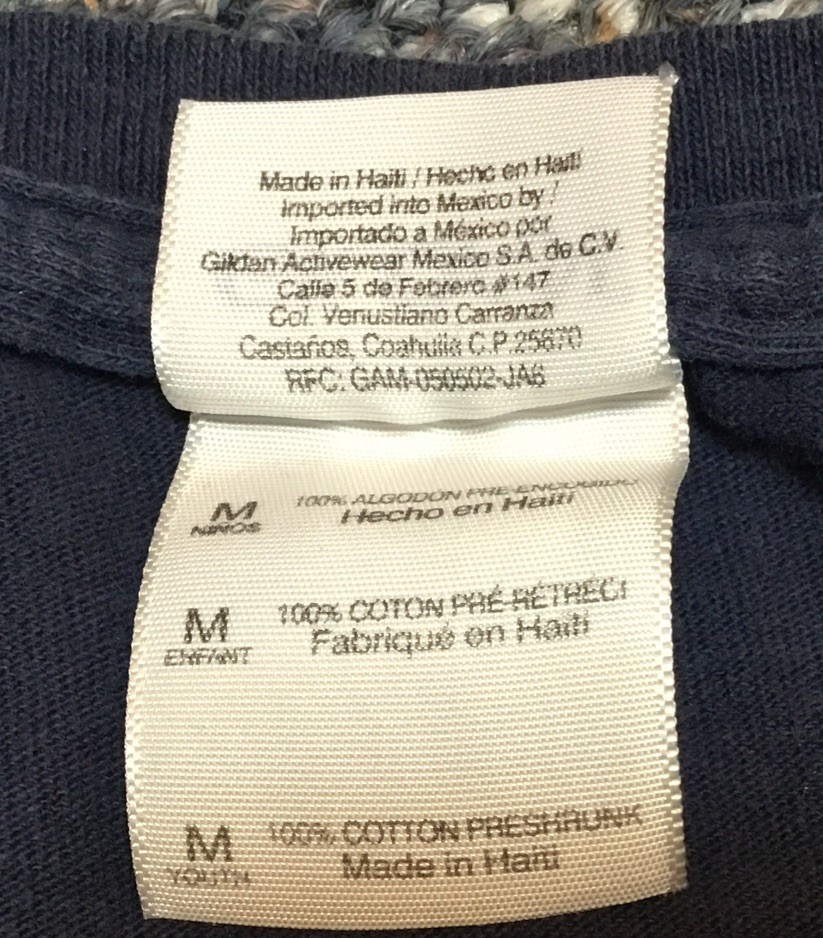 Made in Haiti / Hecho en Haiti
Imported into Mexico by /
Importado a México por
Gildan Activewear Mexico S.A. de C.V.
Calle 5 de Febrero #147
Col. Venustiano Carranza
Castaños, Coahuila C.P.25870
RFC: GAM-050502-JA6
M 100% ALGODON PRE-ENCOGIDO
NIÑOS Hecho en Haiti
M 100% COTON PRÉ-RÉTRÉCI
ENFANT Fabriqué en Haïti
M 100% COTTON PRESHRUNK
YOUTH Made in Haiti